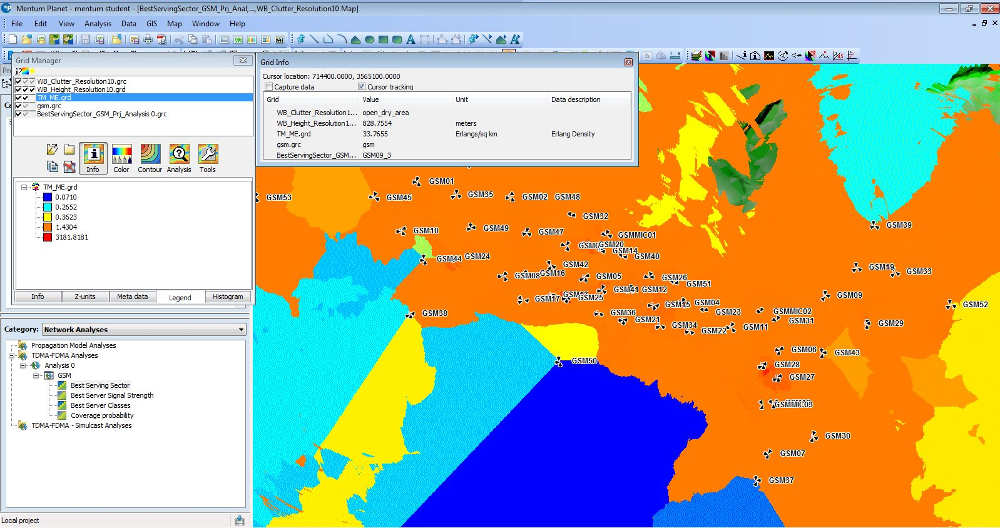 Mentum Planet - mentum student - [BestServingSector_GSM_Prj_Anal,...,WB_Clutter_Resolution10 Map]
File Edit View Analysis Data GIS Map Window Help
Grid Manager
WB_Clutter_Resolution10.grc
WB_Height_Resolution10.grd
TM_ME.grd
gsm.grc
BestServingSector_GSM_Prj_Analysis 0.grc
Info Color Contour Analysis Tools
TM_ME.grd
0.0710
0.2652
0.3623
1.4304
3181.8181
Info Z-units Meta data Legend Histogram
Category: Network Analyses
Propagation Model Analyses
TDMA-FDMA Analyses
Analysis 0
GSM
Best Serving Sector
Best Server Signal Strength
Best Server Classes
Coverage probability
TDMA-FDMA - Simulcast Analyses
Local project
Grid Info
Cursor location: 714400.0000, 3565100.0000
Capture data Cursor tracking
Grid Value Unit Data description
WB_Clutter_Resolution1... open_dry_area
WB_Height_Resolution1... 828.7554 meters
TM_ME.grd 33.7655 Erlangs/sq km Erlang Density
gsm.grc gsm
BestServingSector_GSM... GSM09_3
GSM01
GSM53 GSM45 GSM35 GSM02 GSM48
GSM32
GSM39
GSM10 GSM49 GSM47 GSMMIC01
GSM20
GSM14
GSM44 GSM24 GSM40
GSM42
GSM19 GSM33
GSM08 GSM16 GSM05 GSM26
GSM51
GSM41 GSM12
GSM17 GSM25 GSM09
GSM15 GSM04 GSM52
GSM38 GSM36 GSM23 GSMMIC02
GSM21 GSM31
GSM34 GSM22 GSM11 GSM29
GSM06 GSM43
GSM50 GSM28
GSM27
GSMMIC03
GSM30
GSM07
GSM37